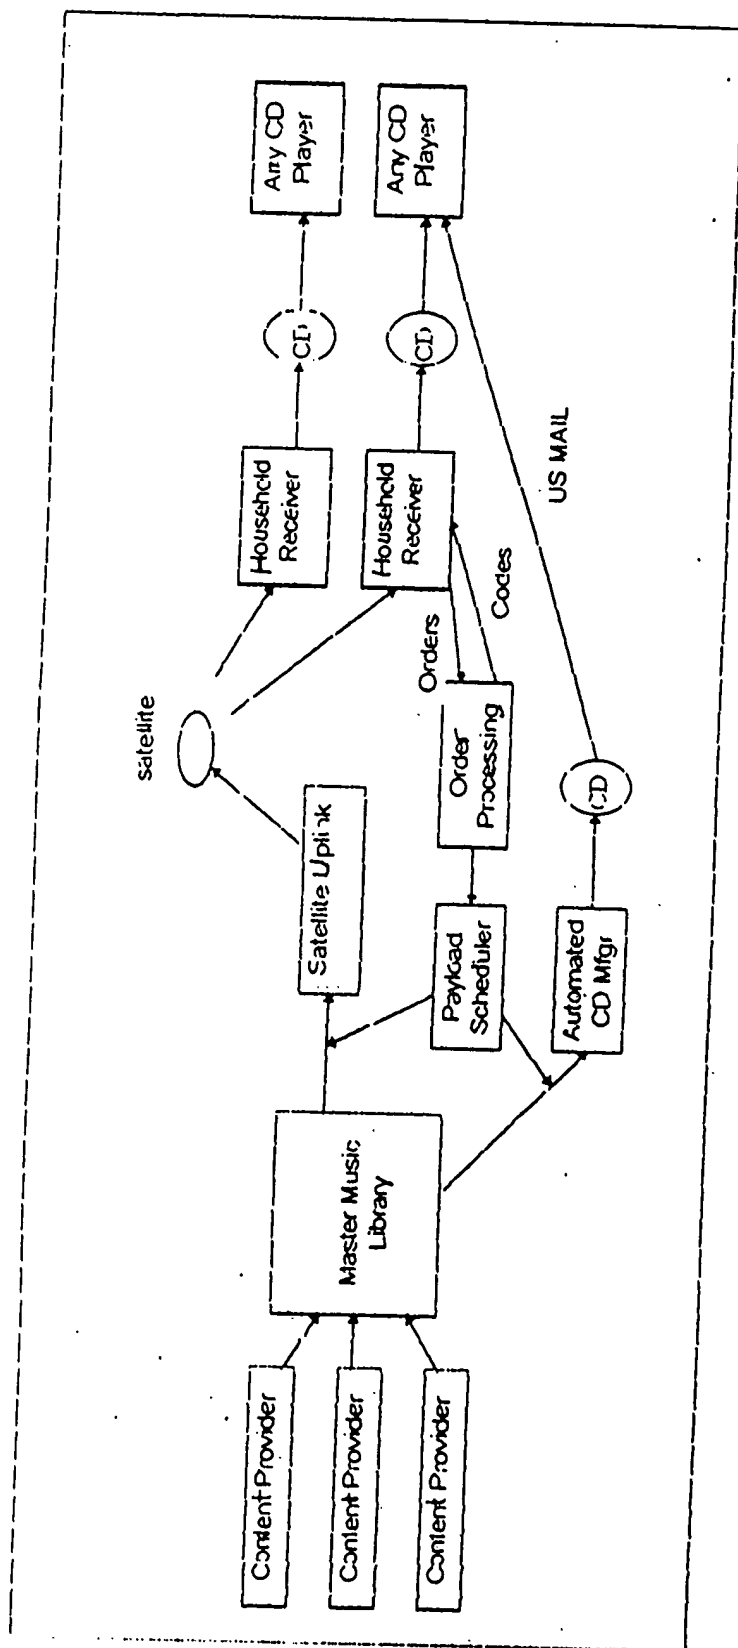 Content Provider
Content Provider
Content Provider
Master Music
Library
Satellite Uplink
satellite
Payload
Scheduler
Order
Processing
Orders
Codes
Automated
CD Mfgr
CD
US MAIL
Household
Receiver
Household
Receiver
CD
CD
Any CD
Player
Any CD
Player